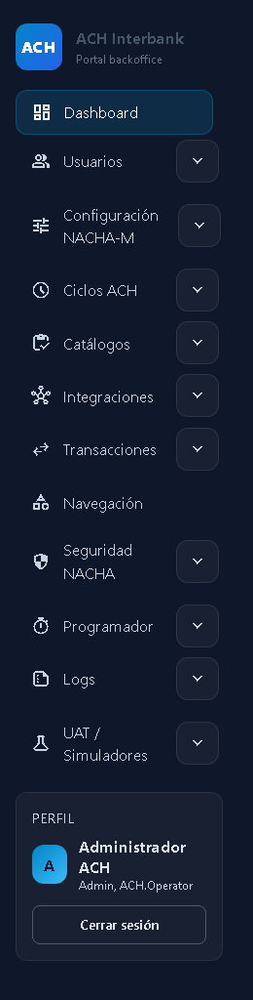 ACH
ACH Interbank
Portal backoffice
Dashboard
Usuarios
Configuración
NACHA-M
Ciclos ACH
Catálogos
Integraciones
Transacciones
Navegación
Seguridad
NACHA
Programador
Logs
UAT /
Simuladores
PERFIL
A
Administrador
ACH
Admin, ACH.Operator
Cerrar sesión